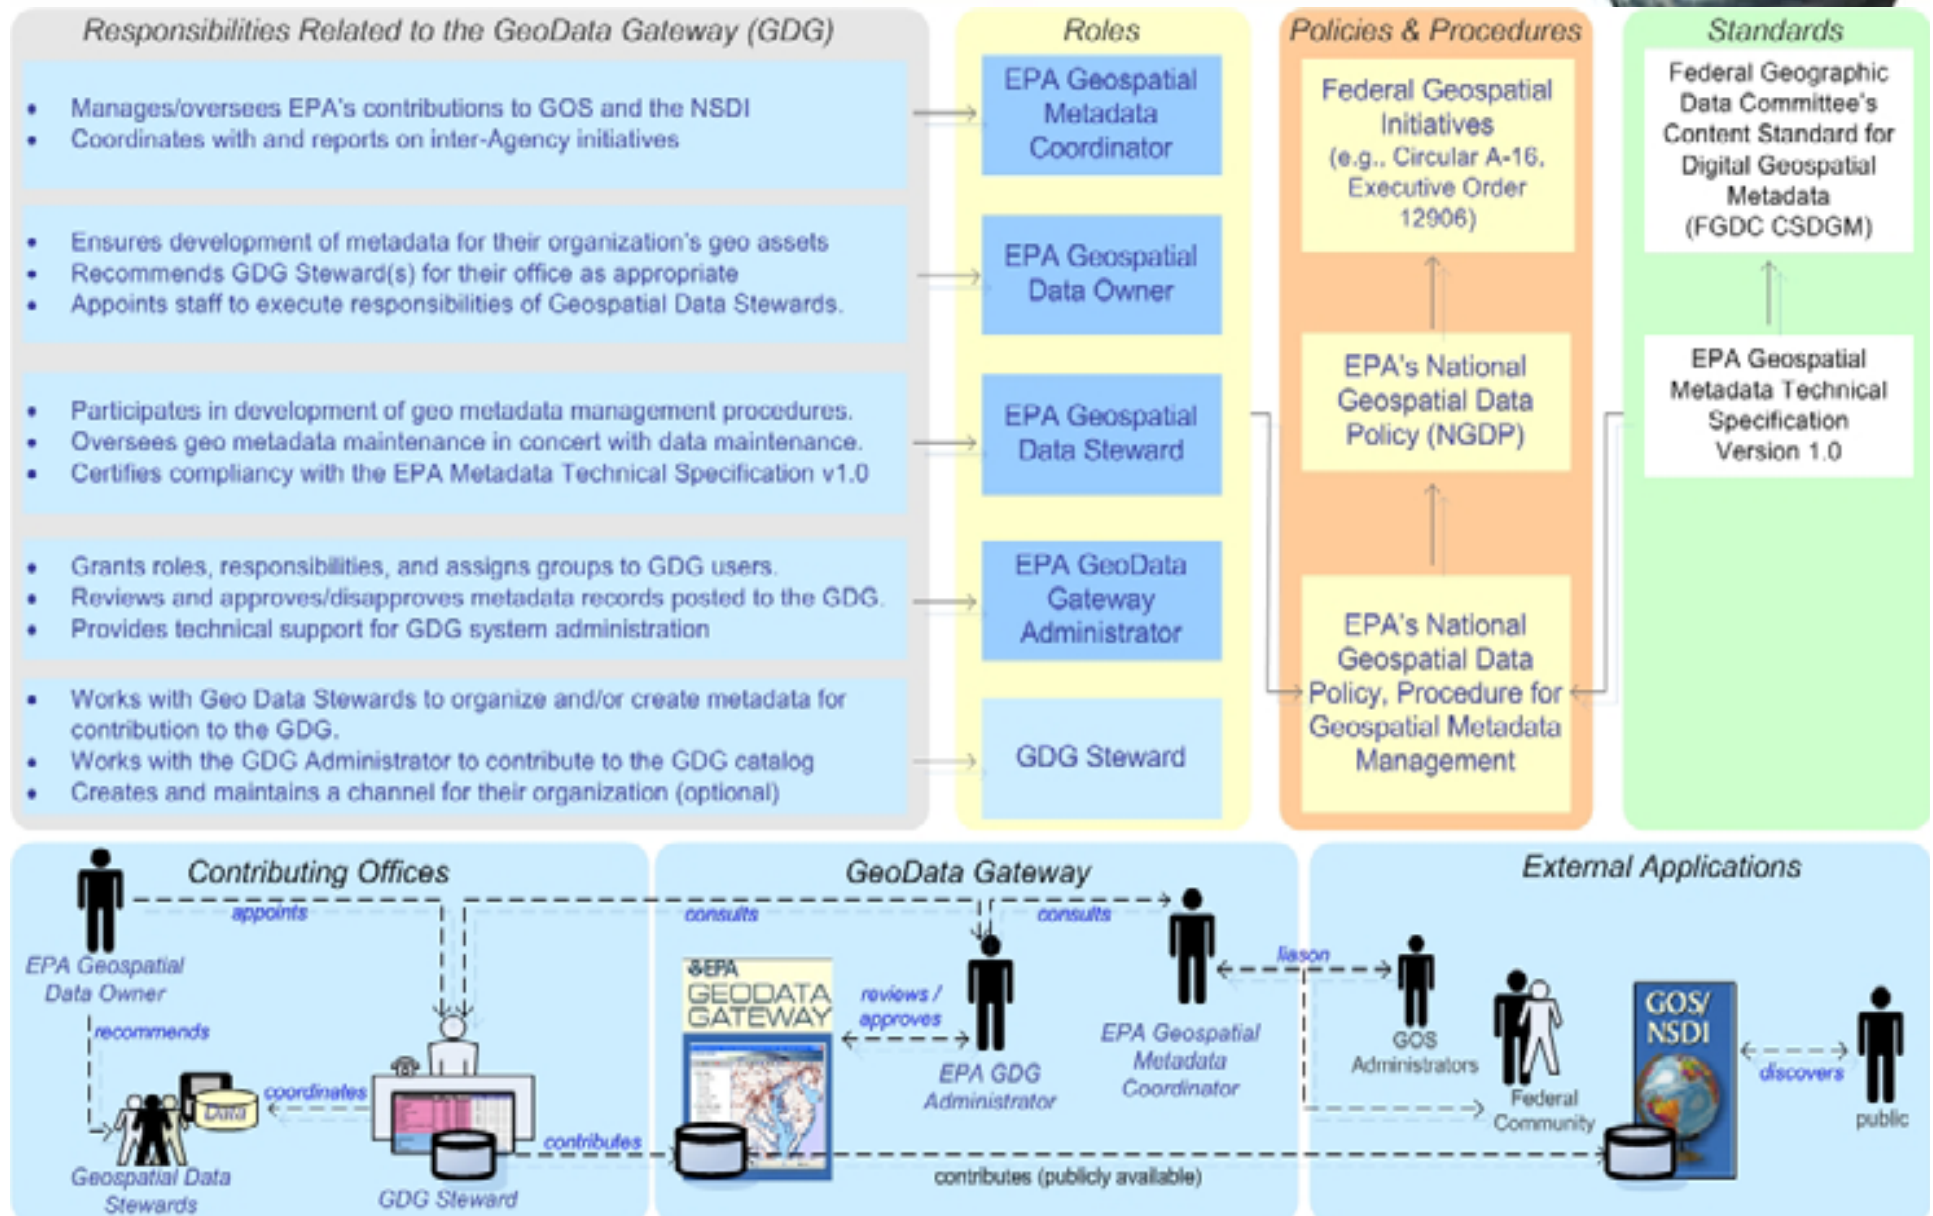 Responsibilities Related to the GeoData Gateway (GDG)
• Manages/oversees EPA's contributions to GOS and the NSDI
• Coordinates with and reports on inter-Agency initiatives
• Ensures development of metadata for their organization's geo assets
• Recommends GDG Steward(s) for their office as appropriate
• Appoints staff to execute responsibilities of Geospatial Data Stewards.
• Participates in development of geo metadata management procedures.
• Oversees geo metadata maintenance in concert with data maintenance.
• Certifies compliancy with the EPA Metadata Technical Specification v1.0
• Grants roles, responsibilities, and assigns groups to GDG users.
• Reviews and approves/disapproves metadata records posted to the GDG.
• Provides technical support for GDG system administration
• Works with Geo Data Stewards to organize and/or create metadata for
contribution to the GDG.
• Works with the GDG Administrator to contribute to the GDG catalog
• Creates and maintains a channel for their organization (optional)
Roles
EPA Geospatial
Metadata
Coordinator
EPA Geospatial
Data Owner
EPA Geospatial
Data Steward
EPA GeoData
Gateway
Administrator
GDG Steward
Policies & Procedures
Federal Geospatial
Initiatives
(e.g., Circular A-16,
Executive Order
12906)
EPA's National
Geospatial Data
Policy (NGDP)
EPA's National
Geospatial Data
Policy, Procedure for
Geospatial Metadata
Management
Standards
Federal Geographic
Data Committee's
Content Standard for
Digital Geospatial
Metadata
(FGDC CSDGM)
EPA Geospatial
Metadata Technical
Specification
Version 1.0
Contributing Offices
appoints
EPA Geospatial
Data Owner
recommends
coordinates
Data
Geospatial Data
Stewards
GDG Steward
contributes
GeoData Gateway
consults
consults
EPA
GEODATA
GATEWAY
reviews /
approves
EPA GDG
Administrator
EPA Geospatial
Metadata
Coordinator
contributes (publicly available)
External Applications
liason
GOS
Administrators
Federal
Community
GOS/
NSDI
discovers
public